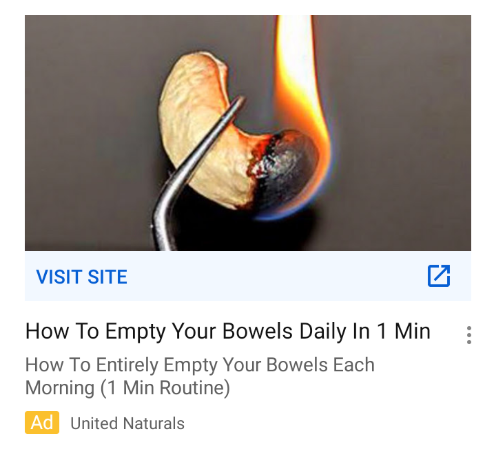 VISIT SITE
How To Empty Your Bowels Daily In 1 Min
How To Entirely Empty Your Bowels Each
Morning (1 Min Routine)
Ad United Naturals